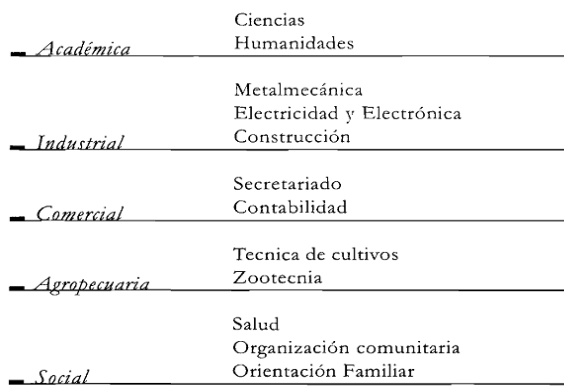 Ciencias
Académica Humanidades
Metalmecánica
Electricidad y Electrónica
Industrial Construcción
Secretariado
Comercial Contabilidad
Tecnica de cultivos
Agropecuaria Zootecnia
Salud
Organización comunitaria
Social Orientación Familiar